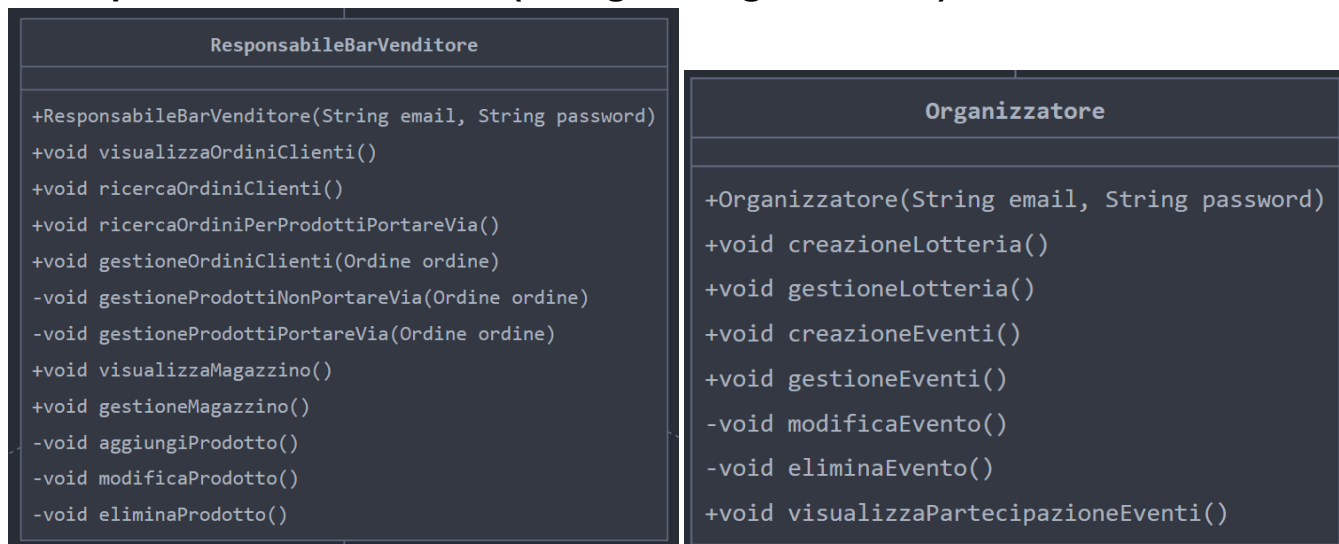 ResponsabileBarVenditore
+ResponsabileBarVenditore(String email, String password)
+void visualizzaOrdiniClienti()
+void ricercaOrdiniClienti()
+void ricercaOrdiniPerProdottiPortareVia()
+void gestioneOrdiniClienti(Ordine ordine)
-void gestioneProdottiNonPortareVia(Ordine ordine)
-void gestioneProdottiPortareVia(Ordine ordine)
+void visualizzaMagazzino()
+void gestioneMagazzino()
-void aggiungiProdotto()
-void modificaProdotto()
-void eliminaProdotto()
Organizzatore
+Organizzatore(String email, String password)
+void creazioneLotteria()
+void gestioneLotteria()
+void creazioneEventi()
+void gestioneEventi()
-void modificaEvento()
-void eliminaEvento()
+void visualizzaPartecipazioneEventi()